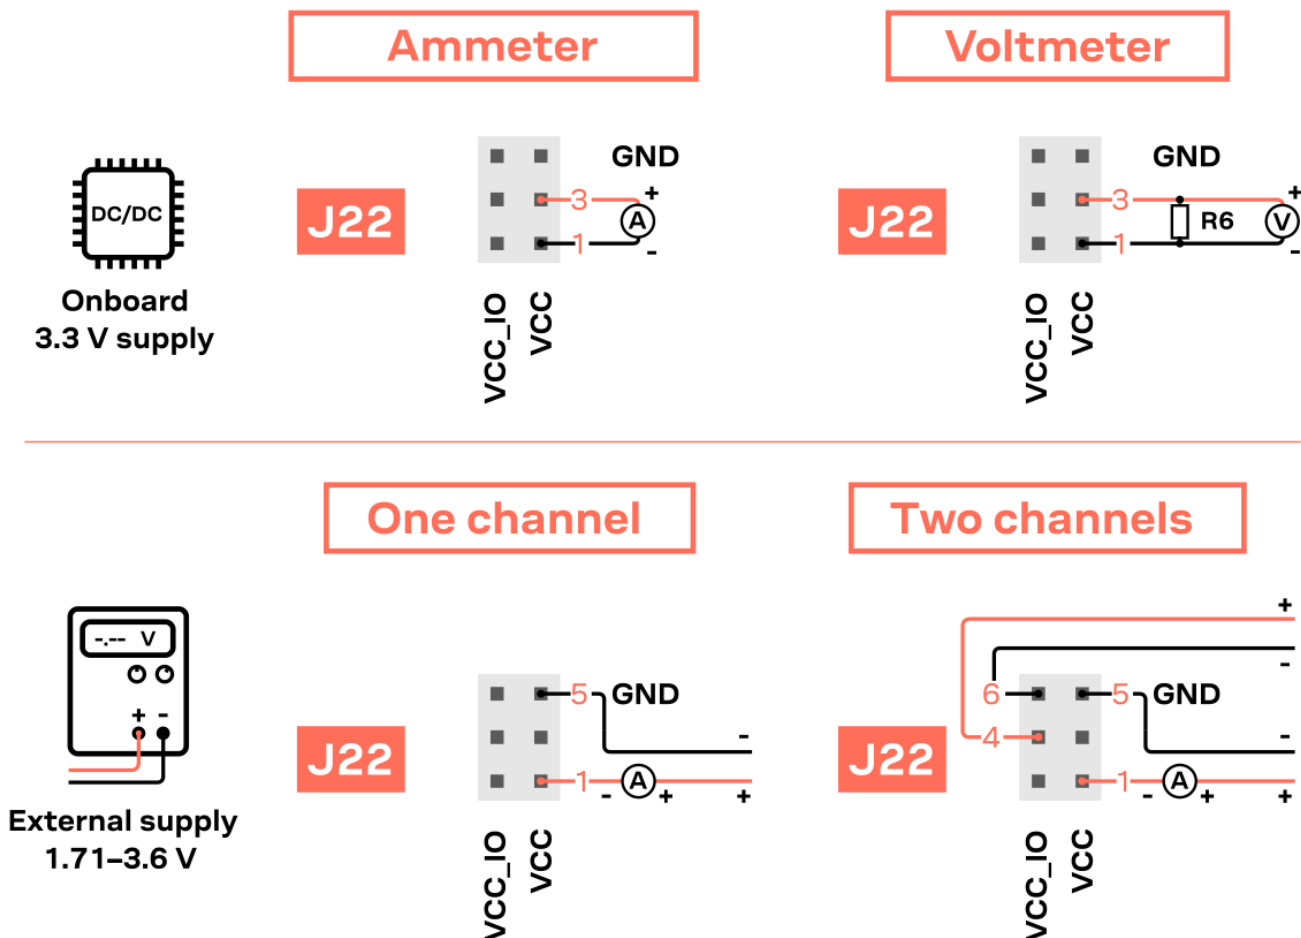 Ammeter
Voltmeter
DC/DC
Onboard
3.3 V supply
J22
GND
3
+
A
1
-
VCC_IO
VCC
J22
GND
3
+
R6
V
1
-
VCC_IO
VCC
One channel
Two channels
-.-- V
+ -
External supply
1.71–3.6 V
J22
5
GND
-
1
A
- +
+
VCC_IO
VCC
+
-
J22
6
5
GND
4
-
1
A
- +
+
VCC_IO
VCC